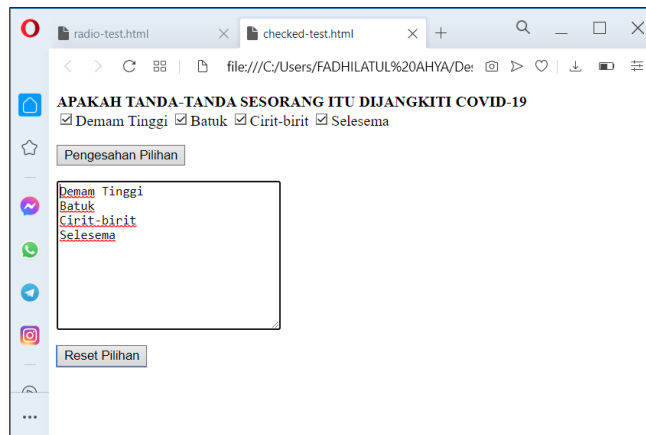 radio-test.html
checked-test.html
file:///C:/Users/FADHILATUL%20AHYA/De
APAKAH TANDA-TANDA SESORANG ITU DIJANGKITI COVID-19
Demam Tinggi Batuk Cirit-birit Selesema
Pengesahan Pilihan
Demam Tinggi
Batuk
Cirit-birit
Selesema
Reset Pilihan